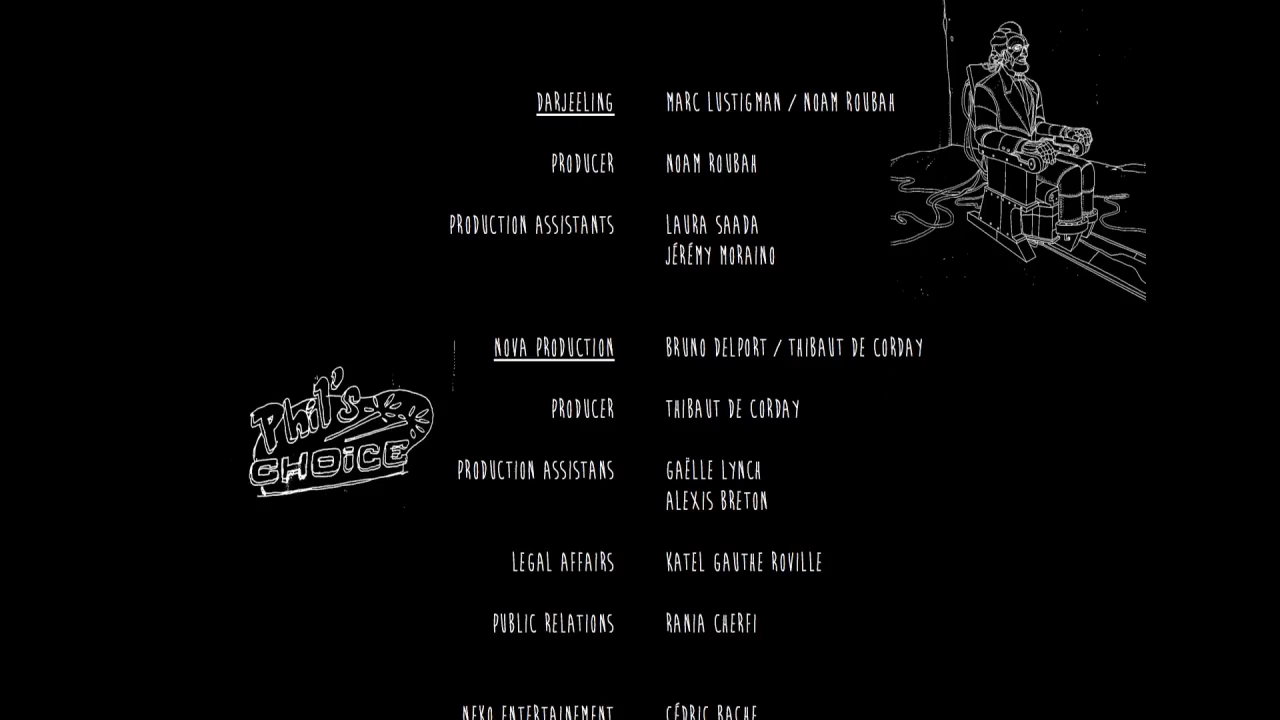 DARJEELING MARC LUSTIGMAN / NOAM ROUBAH
PRODUCER NOAM ROUBAH
PRODUCTION ASSISTANTS LAURA SAADA
JÉRÉMY MORAINO
NOVA PRODUCTION BRUNO DELPORT / THIBAUT DE CORDAY
Phil's
CHOICE
PRODUCER THIBAUT DE CORDAY
PRODUCTION ASSISTANS GAËLLE LYNCH
ALEXIS BRETON
LEGAL AFFAIRS KATEL GAUTHE ROVILLE
PUBLIC RELATIONS RANIA CHERFI
NEKO ENTERTAINEMENT CÉDRIC